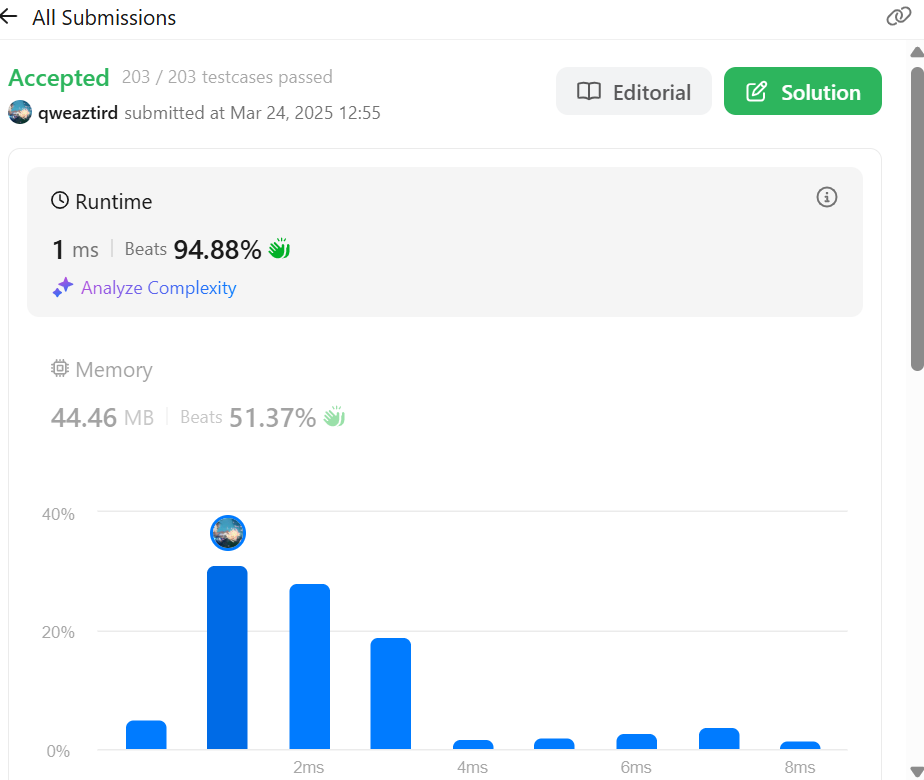 All Submissions
Accepted 203 / 203 testcases passed
qweaztird submitted at Mar 24, 2025 12:55
Editorial
Solution
Runtime
1 ms Beats 94.88%
Analyze Complexity
Memory
44.46 MB Beats 51.37%
40%
20%
0%
2ms 4ms 6ms 8ms